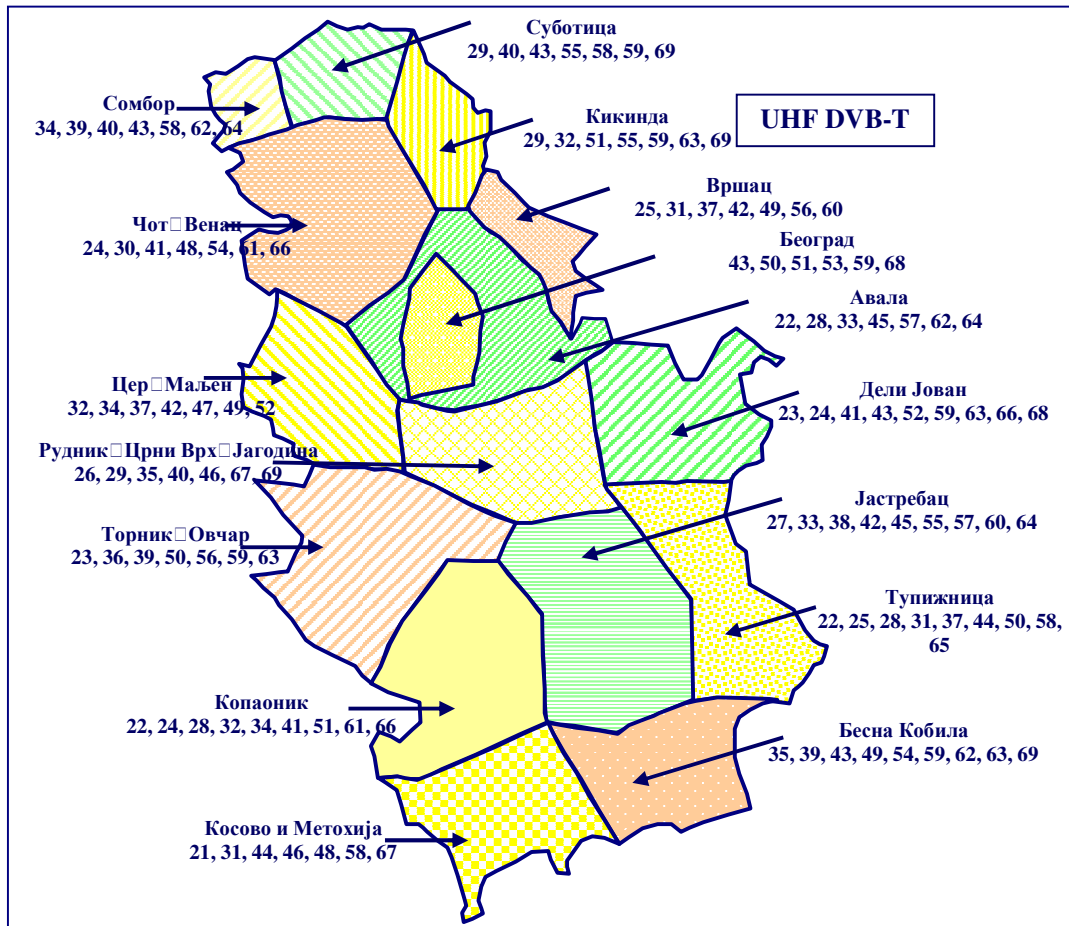 Суботица
29, 40, 43, 55, 58, 59, 69
Сомбор
34, 39, 40, 43, 58, 62, 64
UHF DVB-T
Кикинда
29, 32, 51, 55, 59, 63, 69
Вршац
25, 31, 37, 42, 49, 56, 60
Чот□Венац
24, 30, 41, 48, 54, 61, 66
Београд
43, 50, 51, 53, 59, 68
Авала
22, 28, 33, 45, 57, 62, 64
Цер□Маљен
32, 34, 37, 42, 47, 49, 52
Дели Јован
23, 24, 41, 43, 52, 59, 63, 66, 68
Рудник□Црни Врх□Јагодина
26, 29, 35, 40, 46, 67, 69
Јастребац
27, 33, 38, 42, 45, 55, 57, 60, 64
Торник□Овчар
23, 36, 39, 50, 56, 59, 63
Тупижница
22, 25, 28, 31, 37, 44, 50, 58,
65
Копаоник
22, 24, 28, 32, 34, 41, 51, 61, 66
Бесна Кобила
35, 39, 43, 49, 54, 59, 62, 63, 69
Косово и Метохија
21, 31, 44, 46, 48, 58, 67